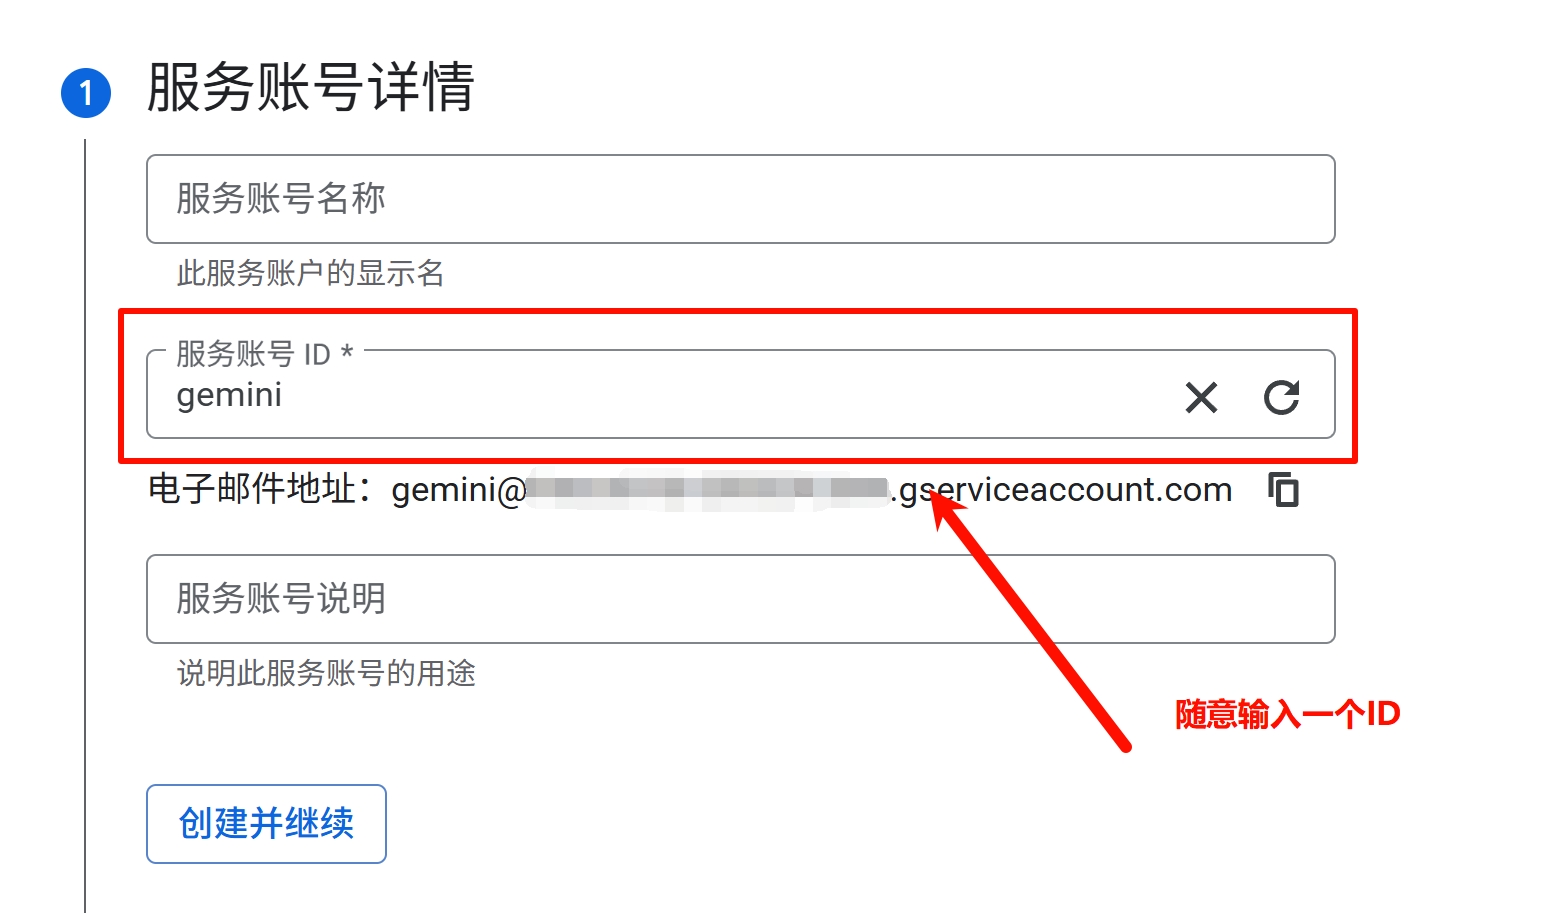 1 服务账号详情
服务账号名称
此服务账户的显示名
服务账号 ID *
gemini
电子邮件地址：gemini@ .gserviceaccount.com
服务账号说明
说明此服务账号的用途
随意输入一个ID
创建并继续